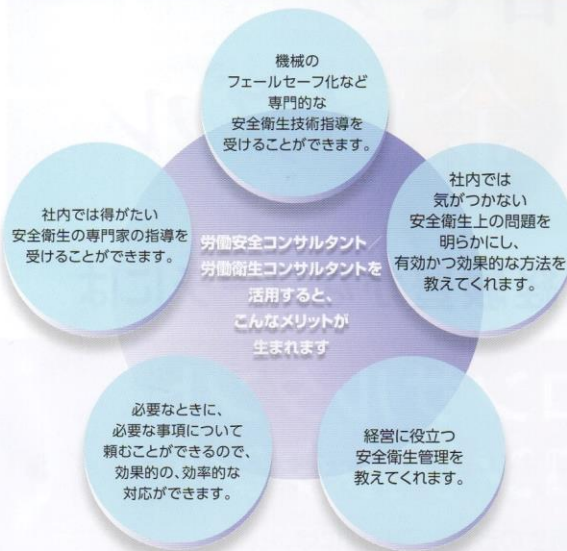 機械の
フェールセーフ化など
専門的な
安全衛生技術指導を
受けることができます。
社内では
気がつかない
安全衛生上の問題を
明らかにし、
有効かつ効果的な方法を
教えてくれます。
社内では得がたい
安全衛生の専門家の指導を
受けることができます。
労働安全コンサルタント/
労働衛生コンサルタントを
活用すると、
こんなメリットが
生まれます
必要なときに、
必要な事項について
頼むことができるので、
効果的の、効率的な
対応ができます。
経営に役立つ
安全衛生管理を
教えてくれます。